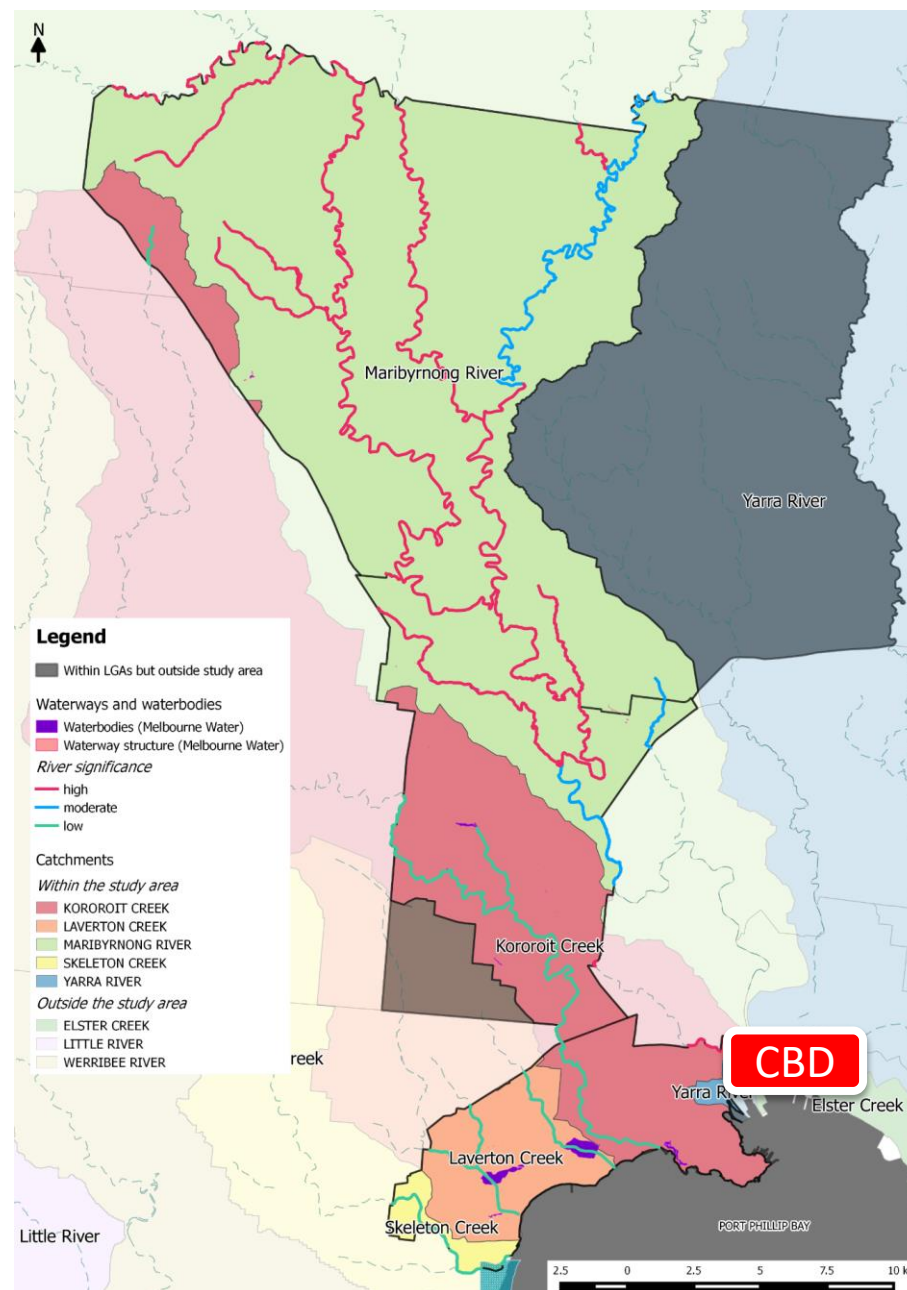 N
Maribyrnong River
Yarra River
Legend
Within LGAs but outside study area
Waterways and waterbodies
Waterbodies (Melbourne Water)
Waterway structure (Melbourne Water)
River significance
high
moderate
low
Catchments
Within the study area
KOROROIT CREEK
LAVERTON CREEK
MARIBYRNONG RIVER
SKELETON CREEK
YARRA RIVER
Outside the study area
ELSTER CREEK
LITTLE RIVER
WERRIBEE RIVER
Kororoit Creek
reek
CBD
Yarra River
Elster Creek
Laverton Creek
Skeleton Creek
Little River
PORT PHILLIP BAY
2.5 0 2.5 5 7.5 10 k